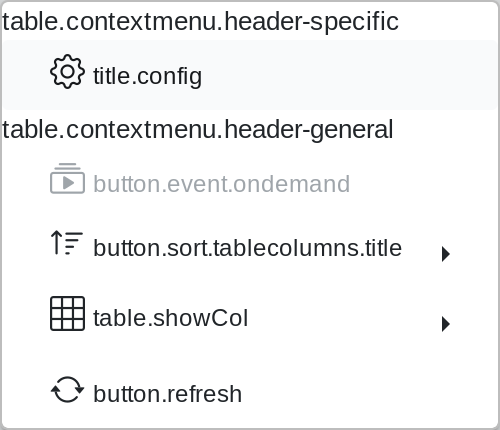 table.contextmenu.header-specific
title.config
table.contextmenu.header-general
button.event.ondemand
button.sort.tablecolumns.title
table.showCol
button.refresh